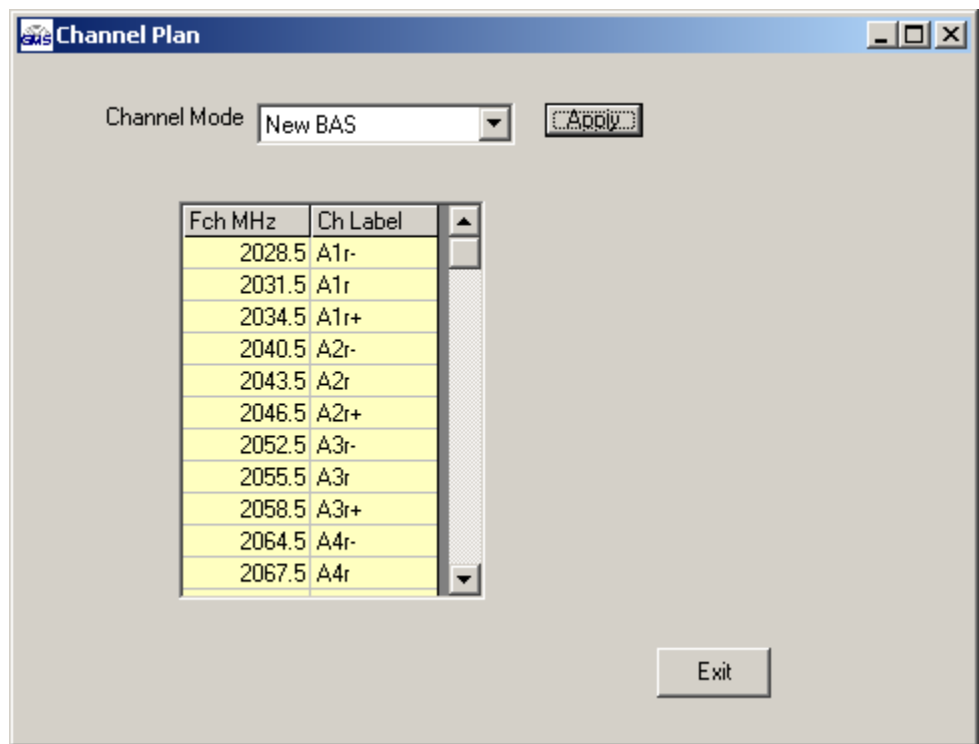 GMS Channel Plan
Channel Mode New BAS Apply
Fch MHz Ch Label
2028.5 A1r-
2031.5 A1r
2034.5 A1r+
2040.5 A2r-
2043.5 A2r
2046.5 A2r+
2052.5 A3r-
2055.5 A3r
2058.5 A3r+
2064.5 A4r-
2067.5 A4r
Exit